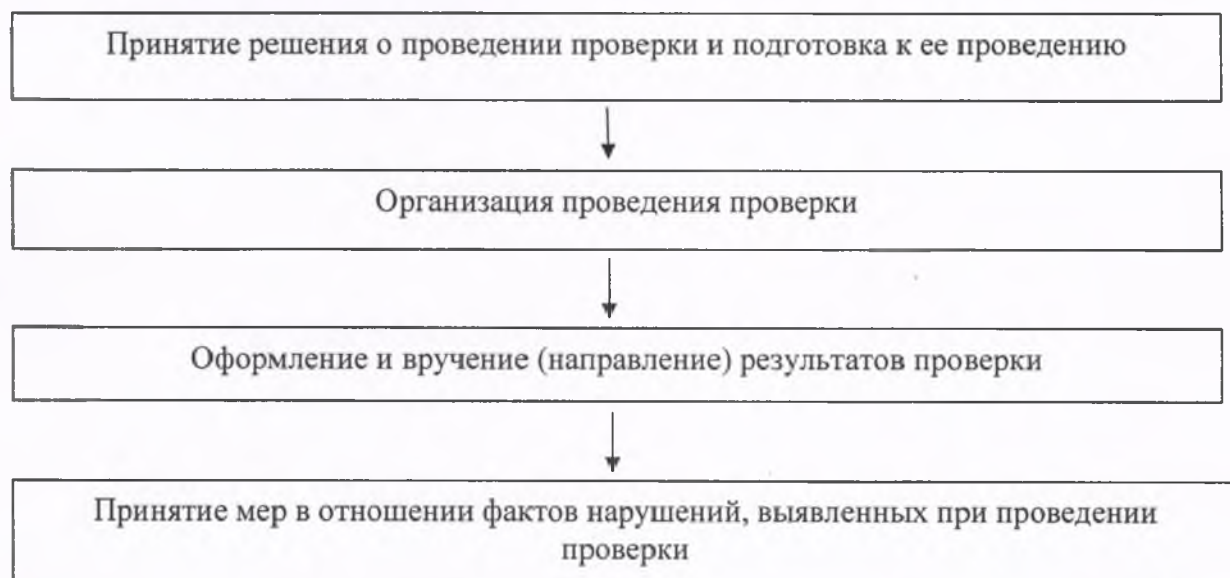 Принятие решения о проведении проверки и подготовка к ее проведению
Организация проведения проверки
Оформление и вручение (направление) результатов проверки
Принятие мер в отношении фактов нарушений, выявленных при проведении
проверки